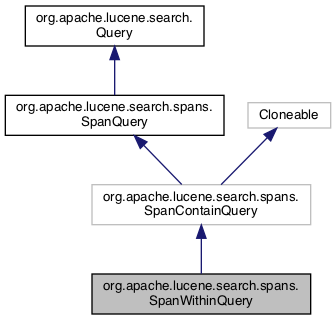 org.apache.lucene.search.
Query
org.apache.lucene.search.spans.
SpanQuery
Cloneable
org.apache.lucene.search.spans.
SpanContainQuery
org.apache.lucene.search.spans.
SpanWithinQuery